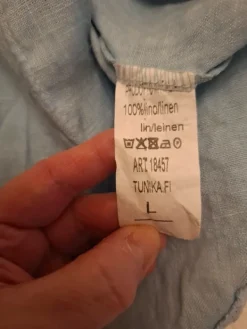 100%lino/linen
lin/leinen
ART.18457
TUNIKA.FI
L